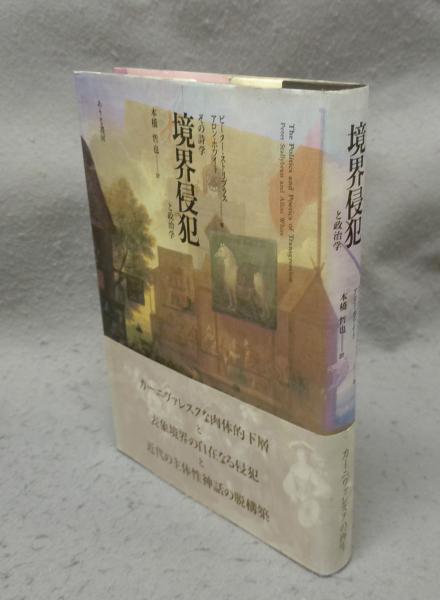 境界侵犯
その詩学
と政治学
ピーター・ストリブラス
アロン・ホワイト
本橋哲也――訳
ありな書房
The Politics and Poetics of Transgression
Peter Stallybrass and Allon White
カーニヴァレスクな肉体的下層
と
表象境界の自在なる侵犯
と
近代の主体性神話の脱構築
境界侵犯
と政治学
本橋哲也――訳